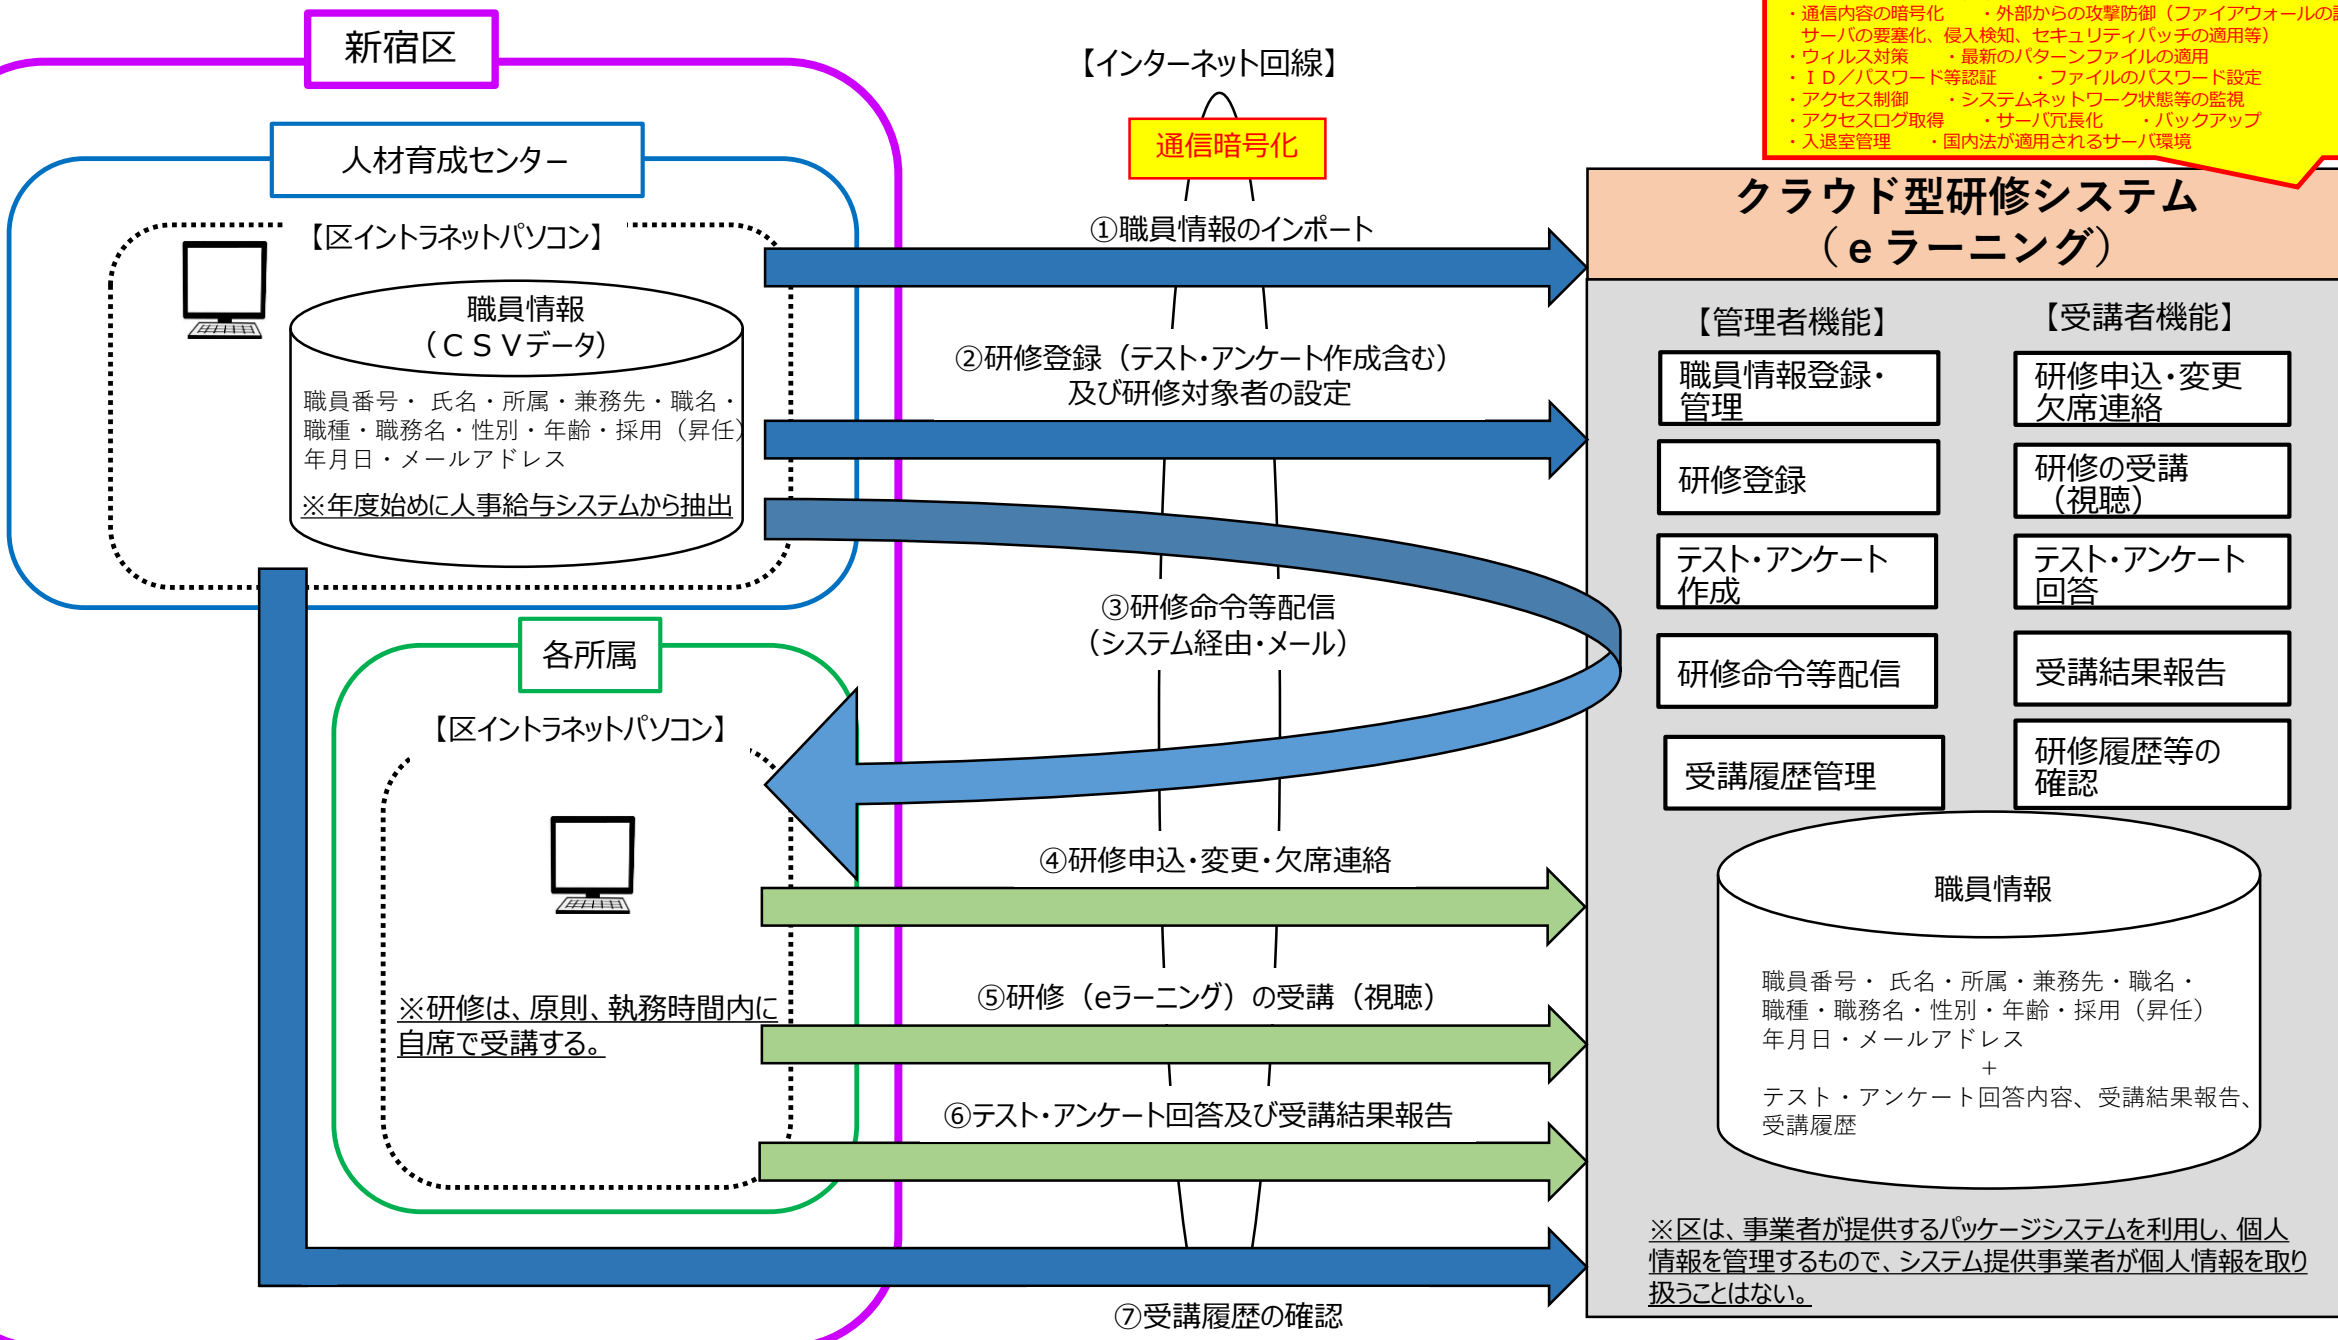 ・通信内容の暗号化　・外部からの攻撃防御（ファイアウォールの
サーバの要塞化、侵入検知、セキュリティパッチの適用等）
・ウィルス対策　・最新のパターンファイルの適用
・ＩＤ／パスワード等認証　・ファイルのパスワード設定
・アクセス制御　・システムネットワーク状態等の監視
・アクセスログ取得　・サーバ冗長化　・バックアップ
・入退室管理　・国内法が適用されるサーバ環境
新宿区
【インターネット回線】
通信暗号化
人材育成センター
【区イントラネットパソコン】
職員情報
（ＣＳＶデータ）
職員番号・ 氏名・所属・兼務先・職名・
職種・職務名・性別・年齢・採用（昇任）
年月日・メールアドレス
※年度始めに人事給与システムから抽出
①職員情報のインポート
②研修登録（テスト・アンケート作成含む）
及び研修対象者の設定
③研修命令等配信
（システム経由・メール）
各所属
【区イントラネットパソコン】
※研修は、原則、執務時間内に
自席で受講する。
④研修申込・変更・欠席連絡
⑤研修（eラーニング）の受講（視聴）
⑥テスト・アンケート回答及び受講結果報告
⑦受講履歴の確認
クラウド型研修システム
（ｅラーニング）
【管理者機能】
職員情報登録・
管理
研修登録
テスト・アンケート
作成
研修命令等配信
受講履歴管理
【受講者機能】
研修申込・変更
欠席連絡
研修の受講
（視聴）
テスト・アンケート
回答
受講結果報告
研修履歴等の
確認
職員情報
職員番号・ 氏名・所属・兼務先・職名・
職種・職務名・性別・年齢・採用（昇任）
年月日・メールアドレス
+
テスト・アンケート回答内容、受講結果報告、
受講履歴
※区は、事業者が提供するパッケージシステムを利用し、個人
情報を管理するもので、システム提供事業者が個人情報を取り
扱うことはない。